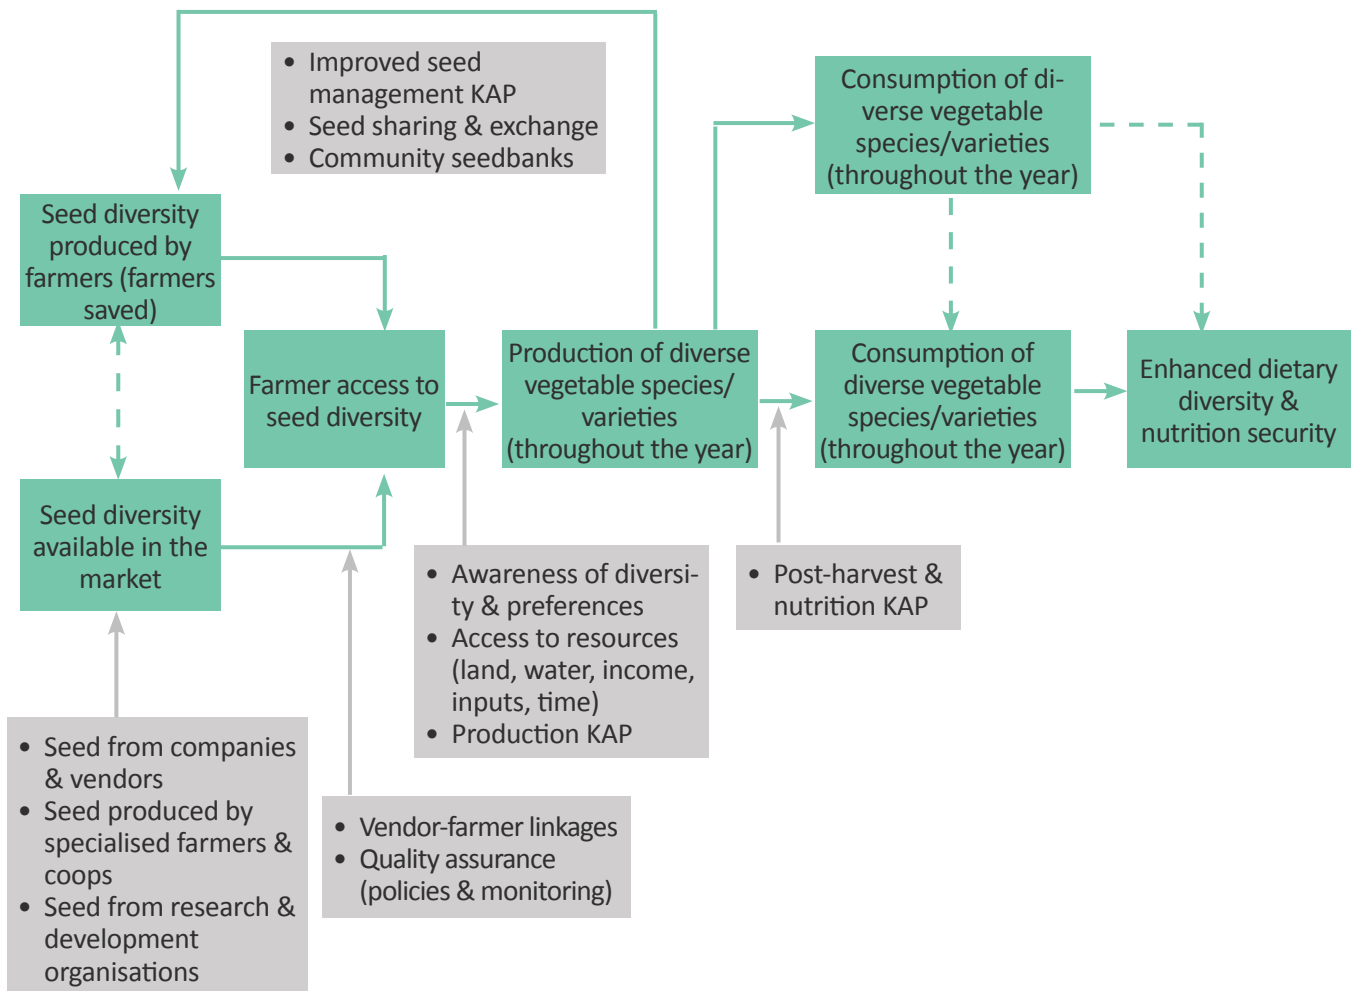 • Improved seed
management KAP
• Seed sharing & exchange
• Community seedbanks
Consumption of di-
verse vegetable
species/varieties
(throughout the year)
Seed diversity
produced by
farmers (farmers
saved)
Farmer access to
seed diversity
Production of diverse
vegetable species/
varieties
(throughout the year)
Consumption of
diverse vegetable
species/varieties
(throughout the year)
Enhanced dietary
diversity &
nutrition security
Seed diversity
available in the
market
• Awareness of diversi-
ty & preferences
• Access to resources
(land, water, income,
inputs, time)
• Production KAP
• Post-harvest &
nutrition KAP
• Seed from companies
& vendors
• Seed produced by
specialised farmers &
coops
• Seed from research &
development
organisations
• Vendor-farmer linkages
• Quality assurance
(policies & monitoring)